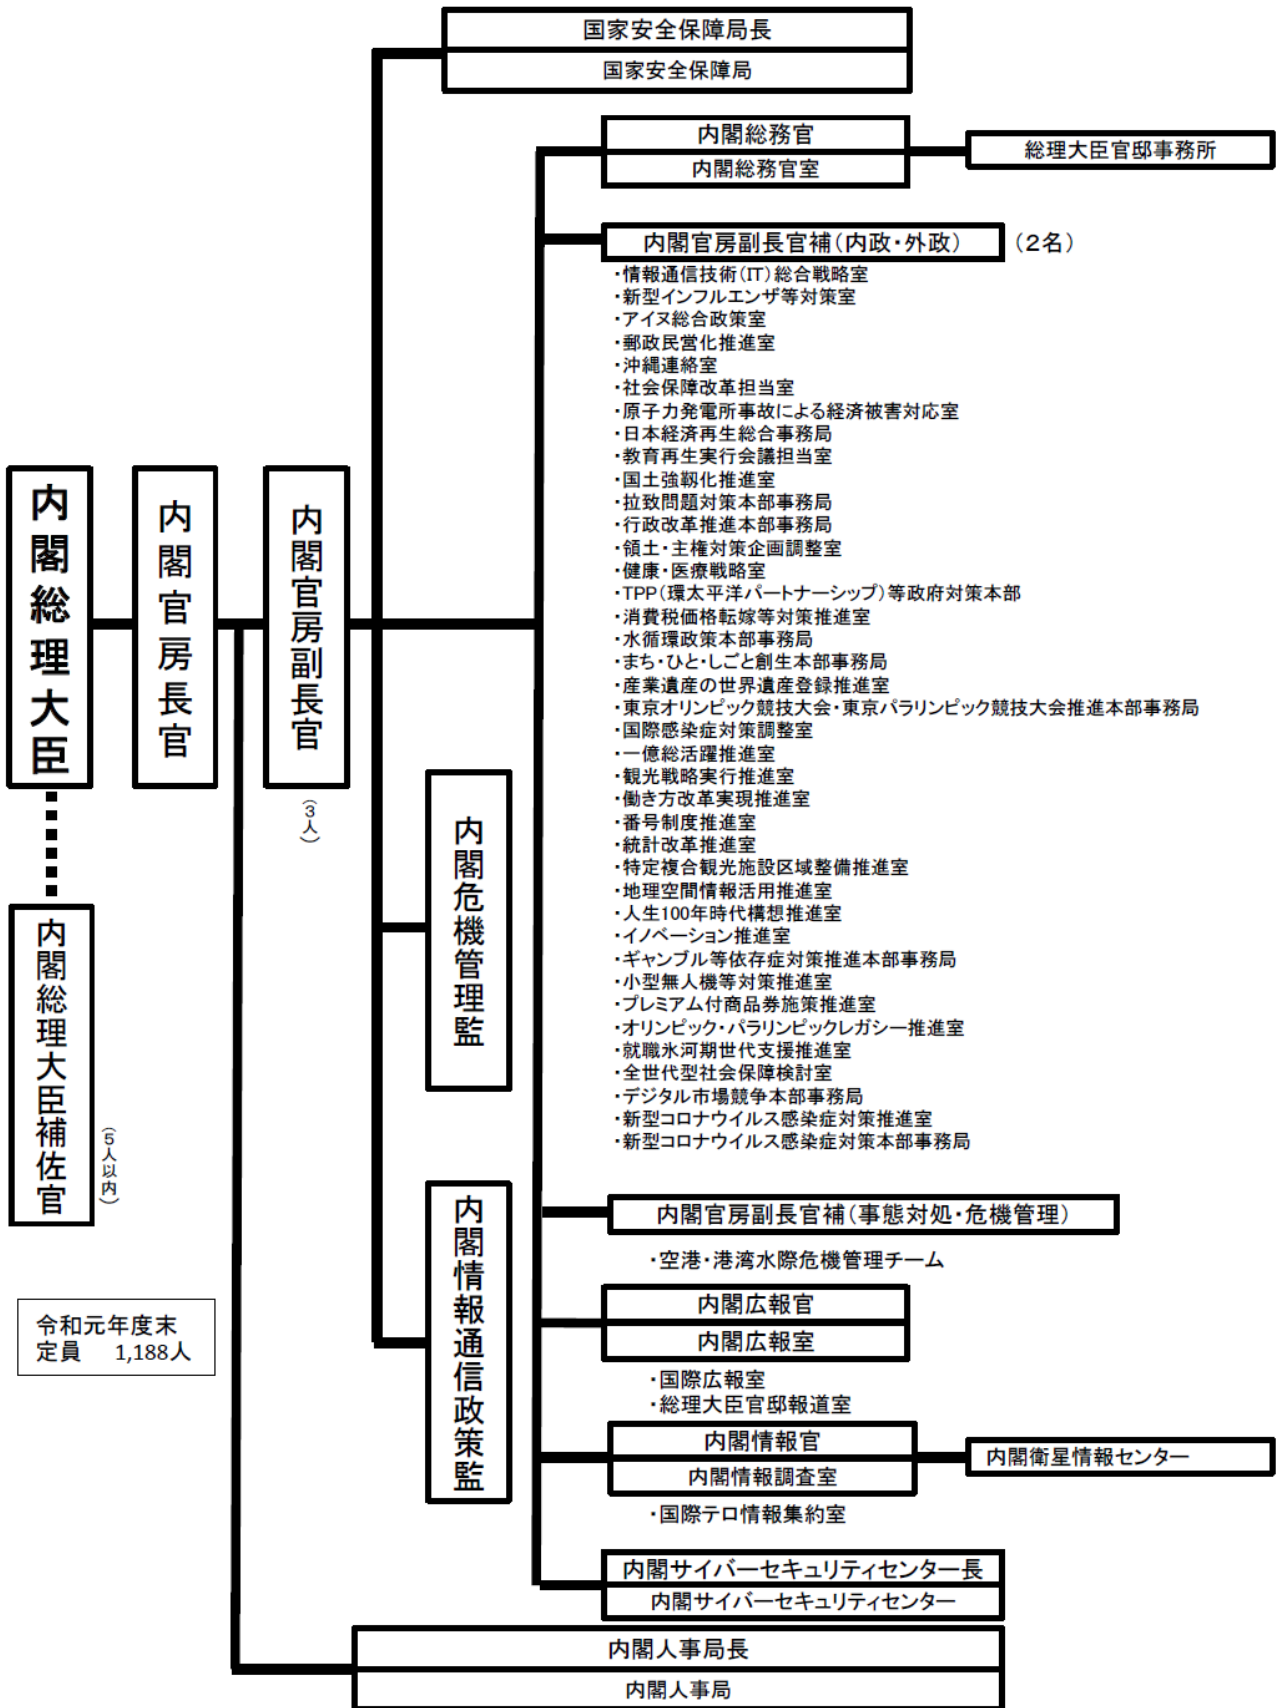 国家安全保障局長
国家安全保障局
内閣総務官
内閣総務官室
総理大臣官邸事務所
内閣官房副長官補(内政・外政)
(2名)
・情報通信技術(IT)総合戦略室
・新型インフルエンザ等対策室
・アイヌ総合政策室
・郵政民営化推進室
・沖縄連絡室
・社会保障改革担当室
・原子力発電所事故による経済被害対応室
・日本経済再生総合事務局
・教育再生実行会議担当室
・国土強靱化推進室
・拉致問題対策本部事務局
・行政改革推進本部事務局
・領土・主権対策企画調整室
・健康・医療戦略室
・TPP(環太平洋パートナーシップ)等政府対策本部
・消費税価格転嫁等対策推進室
・水循環政策本部事務局
・まち・ひと・しごと創生本部事務局
・産業遺産の世界遺産登録推進室
・東京オリンピック競技大会・東京パラリンピック競技大会推進本部事務局
・国際感染症対策調整室
・一億総活躍推進室
・観光戦略実行推進室
・働き方改革実現推進室
・番号制度推進室
・統計改革推進室
・特定複合観光施設区域整備推進室
・地理空間情報活用推進室
・人生100年時代構想推進室
・イノベーション推進室
・ギャンブル等依存症対策推進本部事務局
・小型無人機等対策推進室
・プレミアム付商品券施策推進室
・オリンピック・パラリンピックレガシー推進室
・就職氷河期世代支援推進室
・全世代型社会保障検討室
・デジタル市場競争本部事務局
・新型コロナウイルス感染症対策推進室
・新型コロナウイルス感染症対策本部事務局
内閣総理大臣
内閣官房長官
内閣官房副長官
(3人)
内閣危機管理監
内閣総理大臣補佐官
(5人以内)
内閣情報通信政策監
内閣官房副長官補(事態対処・危機管理)
・空港・港湾水際危機管理チーム
内閣広報官
内閣広報室
・国際広報室
・総理大臣官邸報道室
令和元年度末
定員 1,188人
内閣情報官
内閣情報調査室
内閣衛星情報センター
・国際テロ情報集約室
内閣サイバーセキュリティセンター長
内閣サイバーセキュリティセンター
内閣人事局長
内閣人事局